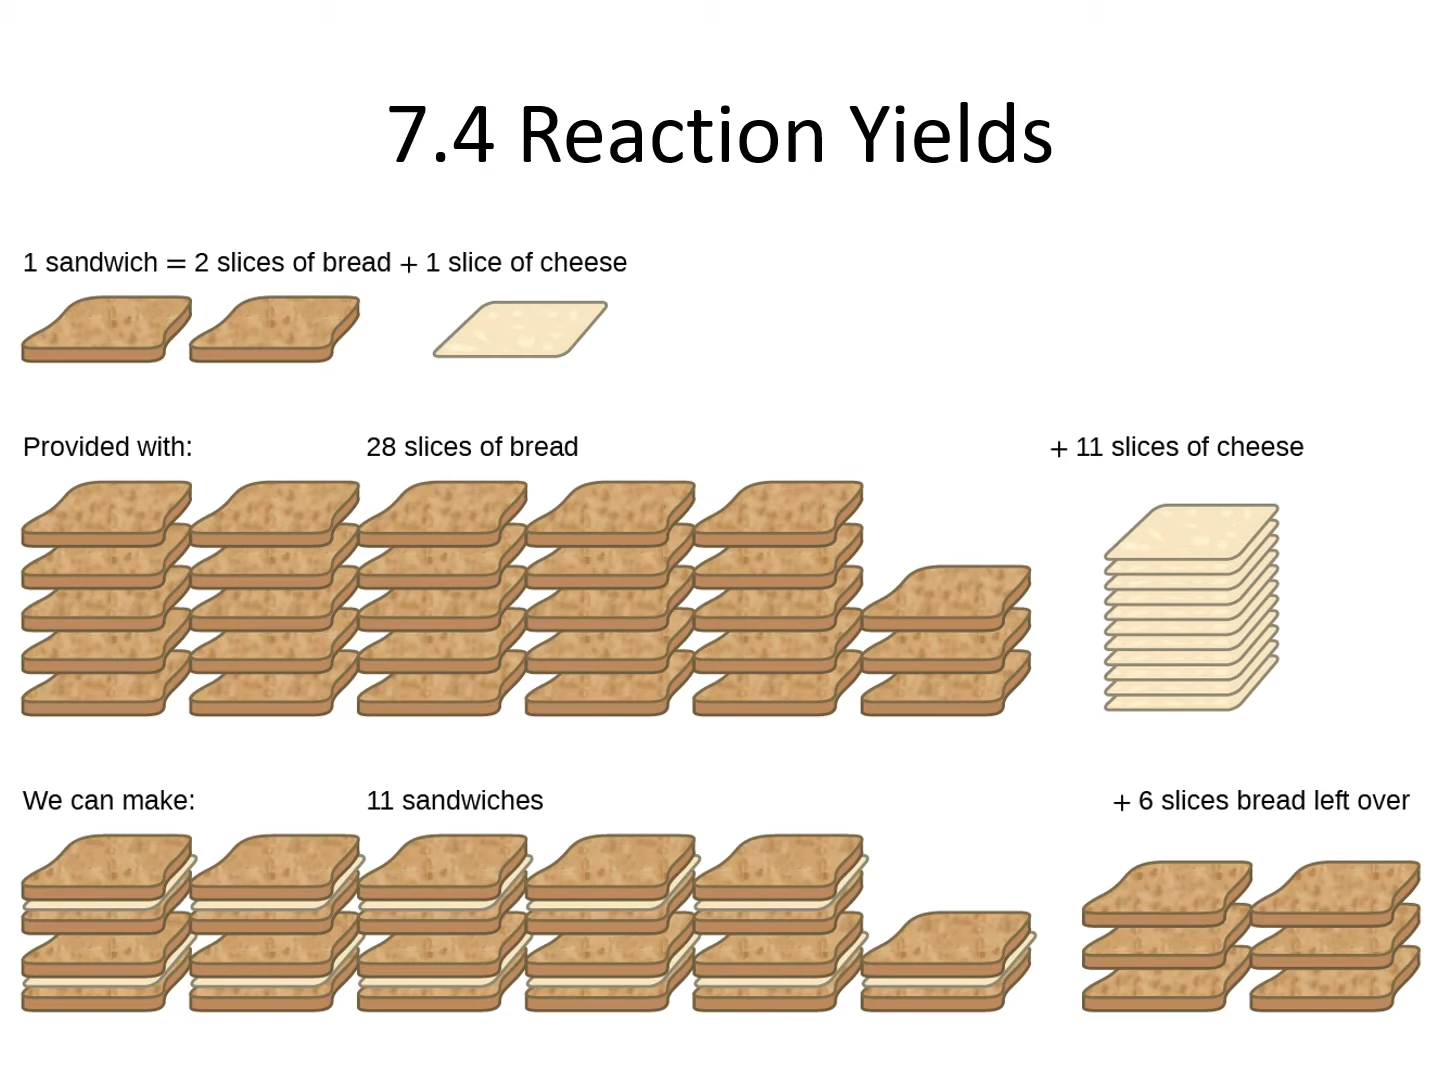 7.4 Reaction Yields
1 sandwich = 2 slices of bread + 1 slice of cheese
Provided with: 28 slices of bread + 11 slices of cheese
We can make: 11 sandwiches + 6 slices bread left over